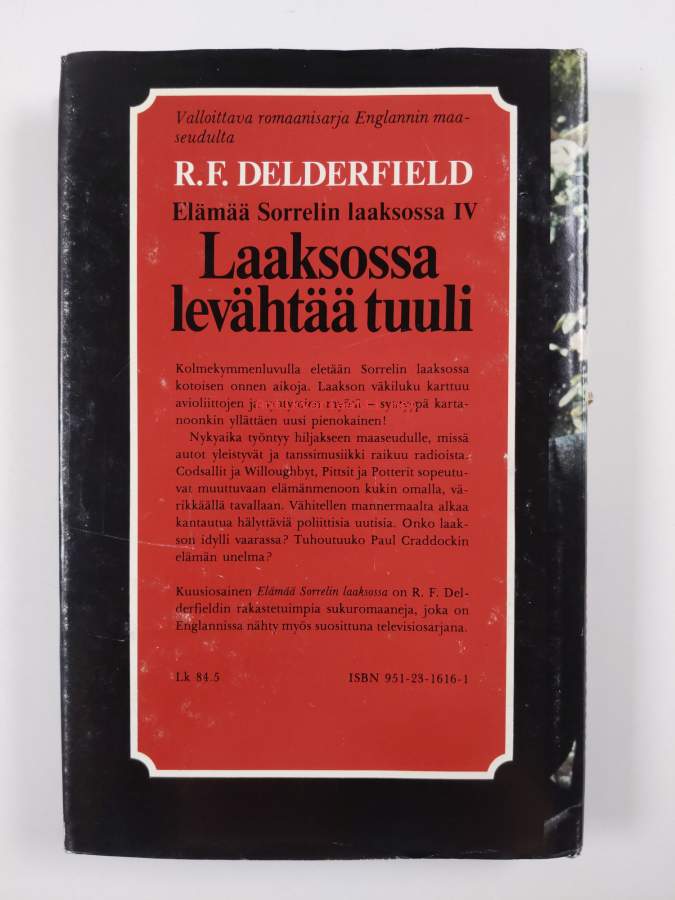 Valloittava romaanisarja Englannin maa-
seudulta
R.F. DELDERFIELD
Elämää Sorrelin laaksossa IV
Laaksossa
levähtää tuuli
Kolmekymmenluvulla eletään Sorrelin laaksossa
kotoisen onnen aikoja. Laakson väkiluku karttuu
avioliittojen ja myötä – syntyypä karta-
noonkin yllättäen uusi pienokainen!
Nykyaika työntyy hiljakseen maaseudulle, missä
autot yleistyvät ja tanssimusiikki raikuu radioista.
Codsallit ja Willoughbyt, Pittsit ja Potterit sopeutu-
vat muuttuvaan elämänmenoon kukin omalla, vä-
rikkäällä tavallaan. Vähitellen mannermaalta alkaa
kantautua hälyttäviä poliittisia uutisia. Onko laak-
son idylli vaarassa? Tuhoutuuko Paul Craddockin
elämän unelma?
Kuusiosainen Elämää Sorrelin laaksossa on R. F. Del-
derfieldin rakastetuimpia sukuromaaneja, joka on
Englannissa nähty myös suosittuna televisiosarjana.
Lk 84.5 ISBN 951-23-1616-1